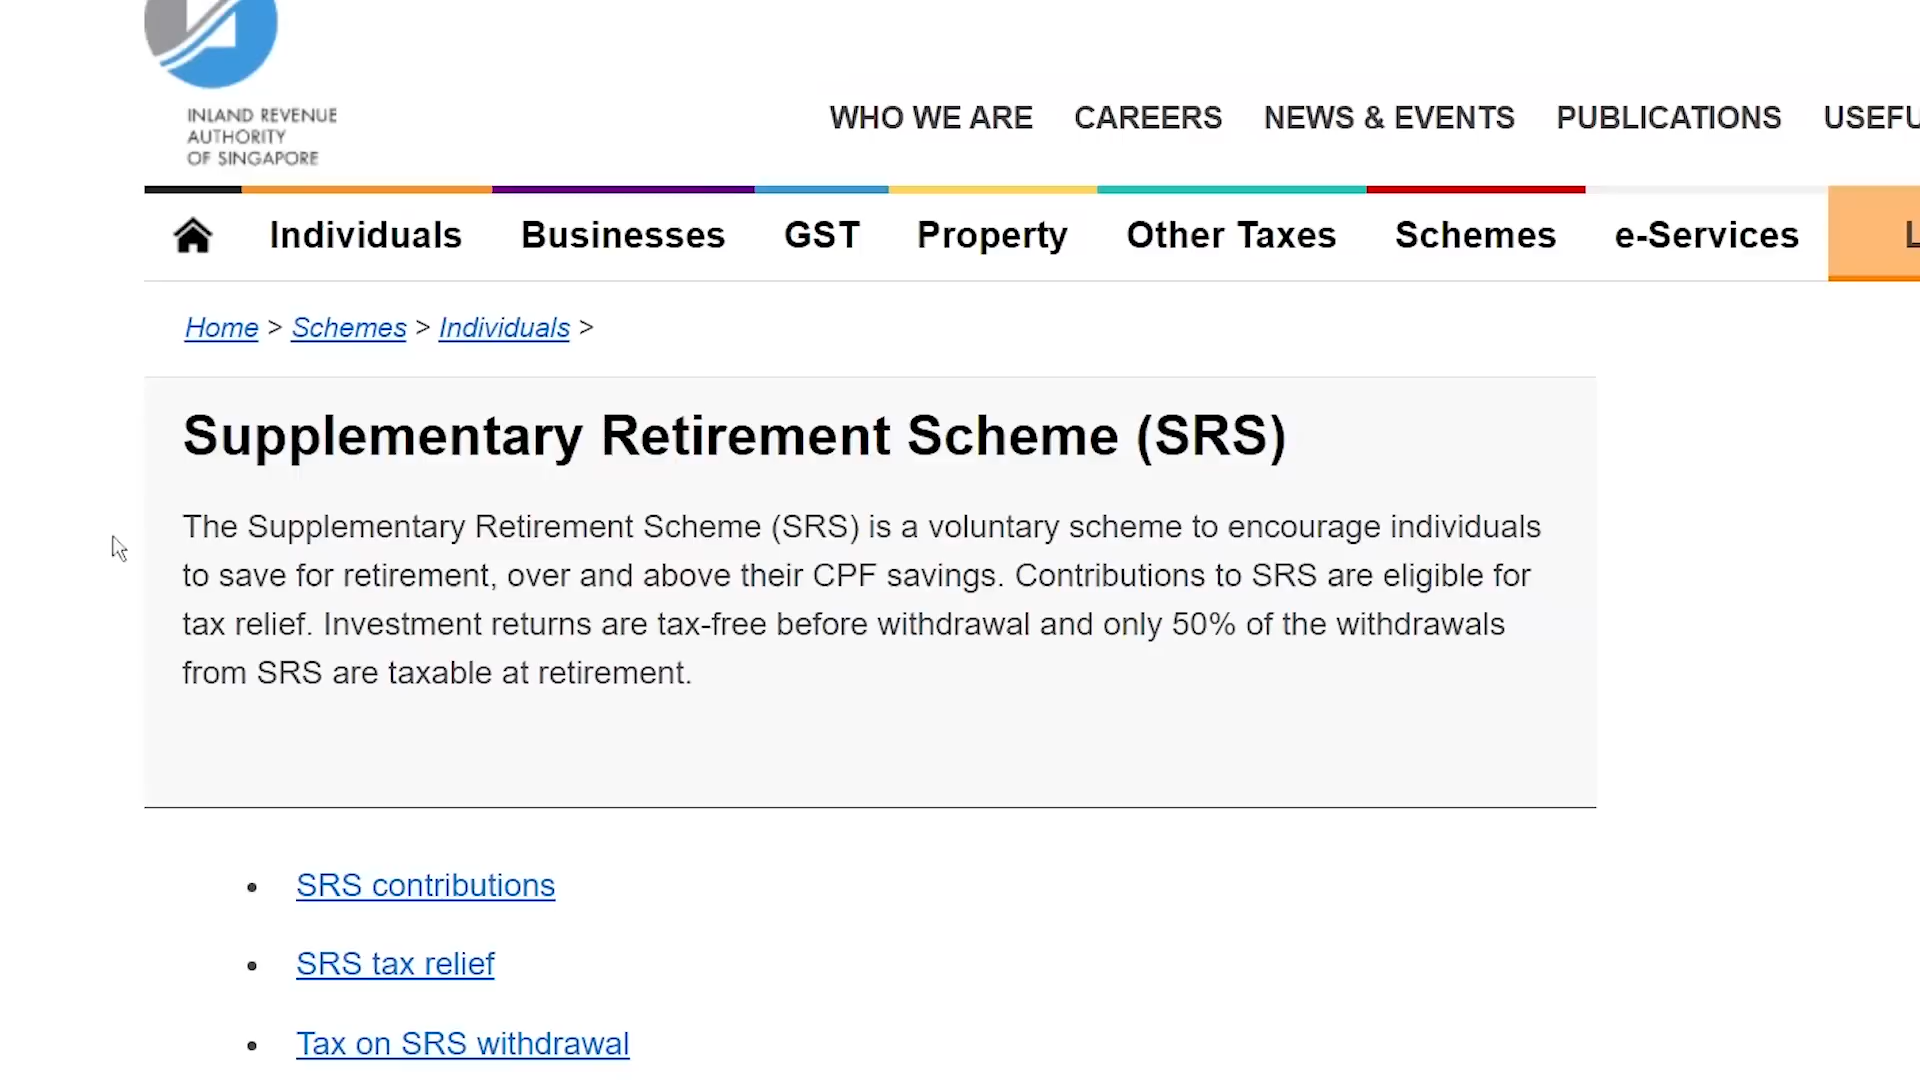 INLAND REVENUE
AUTHORITY
OF SINGAPORE
WHO WE ARE CAREERS NEWS & EVENTS PUBLICATIONS
Individuals Businesses GST Property Other Taxes Schemes e-Services
Home > Schemes > Individuals >
Supplementary Retirement Scheme (SRS)
The Supplementary Retirement Scheme (SRS) is a voluntary scheme to encourage individuals
to save for retirement, over and above their CPF savings. Contributions to SRS are eligible for
tax relief. Investment returns are tax-free before withdrawal and only 50% of the withdrawals
from SRS are taxable at retirement.
• SRS contributions
• SRS tax relief
• Tax on SRS withdrawal